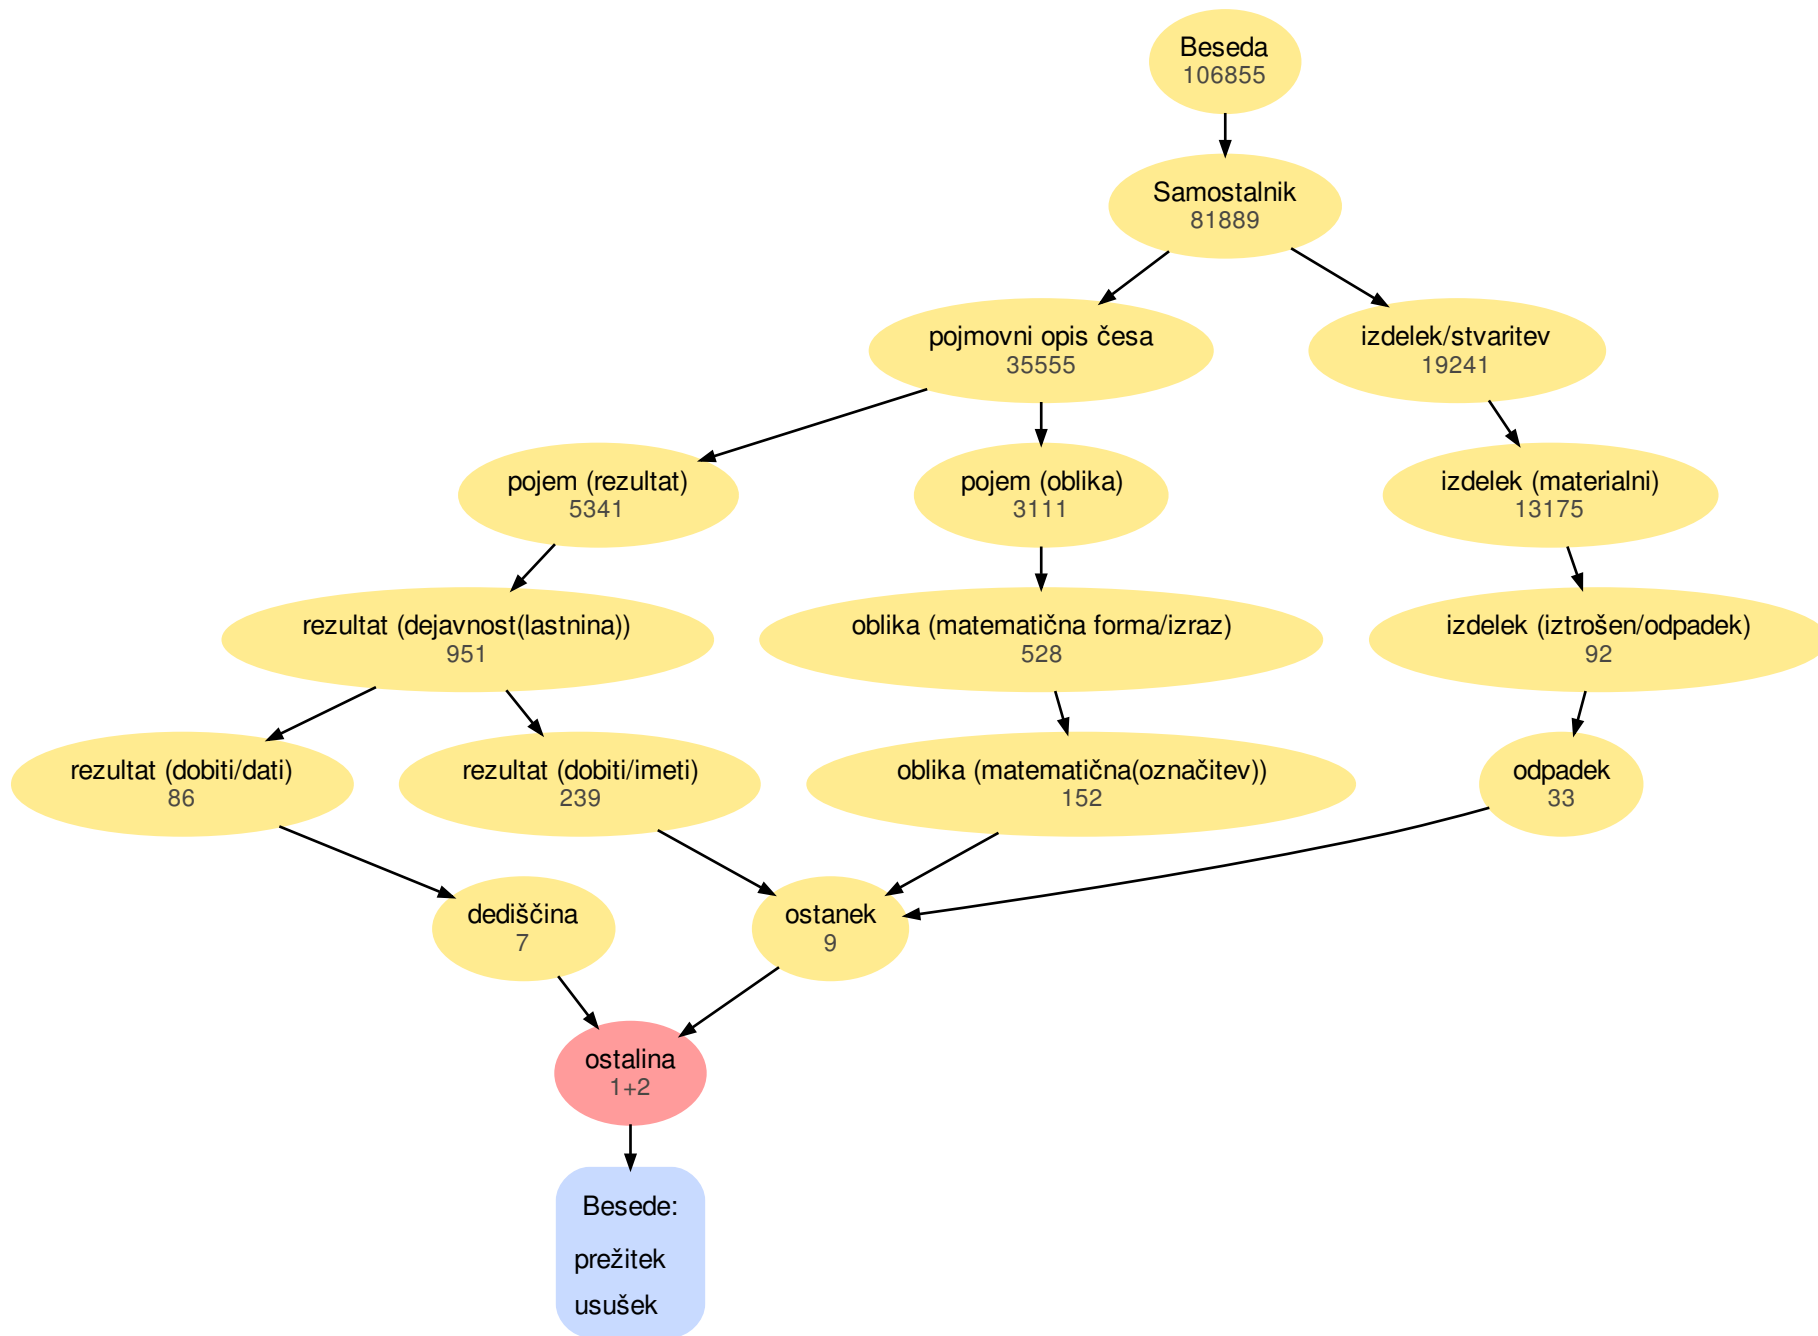 Beseda
106855
Samostalnik
81889
pojmovni opis česa
35555
izdelek/stvaritev
19241
pojem (rezultat)
5341
pojem (oblika)
3111
izdelek (materialni)
13175
rezultat (dejavnost(lastnina))
951
oblika (matematična forma/izraz)
528
izdelek (iztrošen/odpadek)
92
rezultat (dobiti/dati)
86
rezultat (dobiti/imeti)
239
oblika (matematična(označitev))
152
odpadek
33
dediščina
7
ostanek
9
ostalina
1+2
Besede:
prežitek
usušek